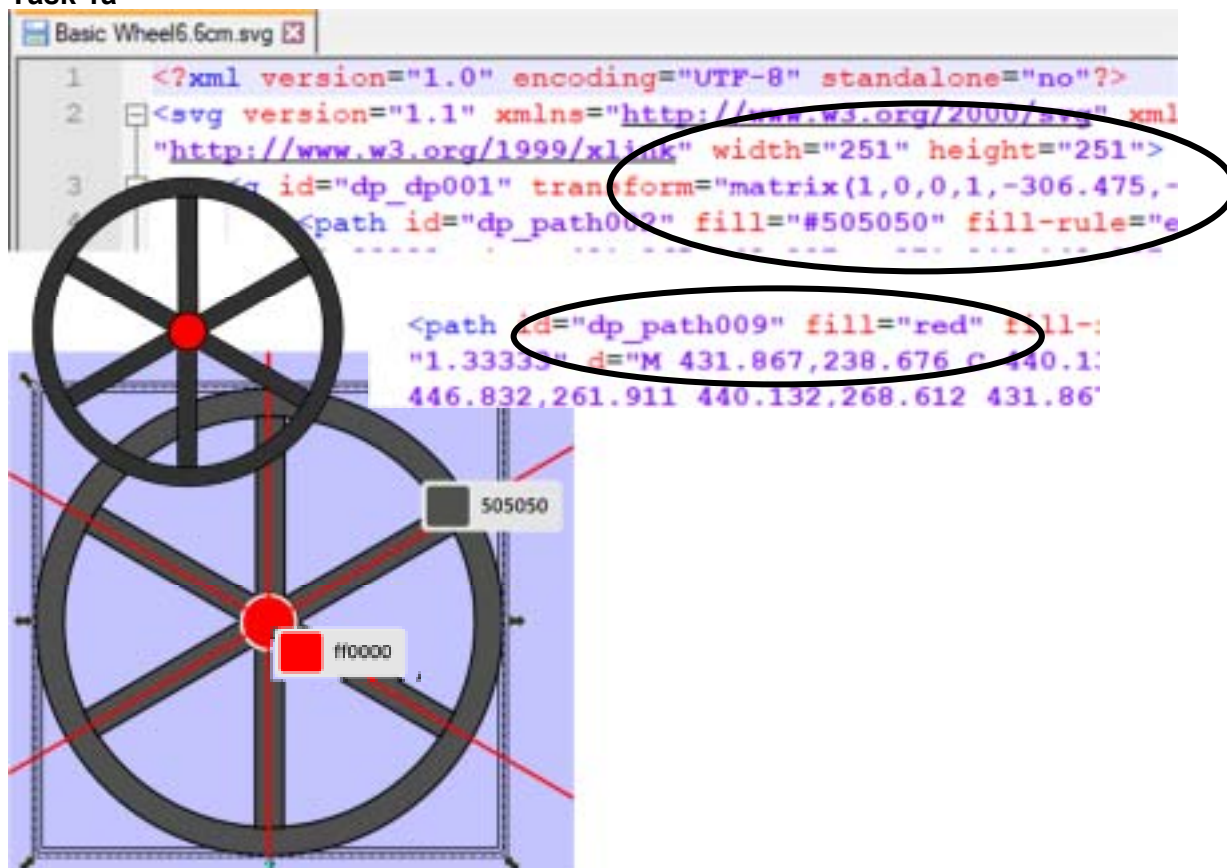 Basic Wheel6.6cm.svg
1 <?xml version="1.0" encoding="UTF-8" standalone="no"?>
2 <svg version="1.1" xmlns="http://www.w3.org/2000/svg" xml
"http://www.w3.org/1999/xlink" width="251" height="251">
3 id="dp_dp001" transform="matrix(1,0,0,1,-306.475,-
<path id="dp_path002" fill="#505050" fill-rule="e
<path id="dp_path009" fill="red" fill-
"1.33333" d="M 431.867,238.676 C 440.1
446.832,261.911 440.132,268.612 431.86
505050
ff0000